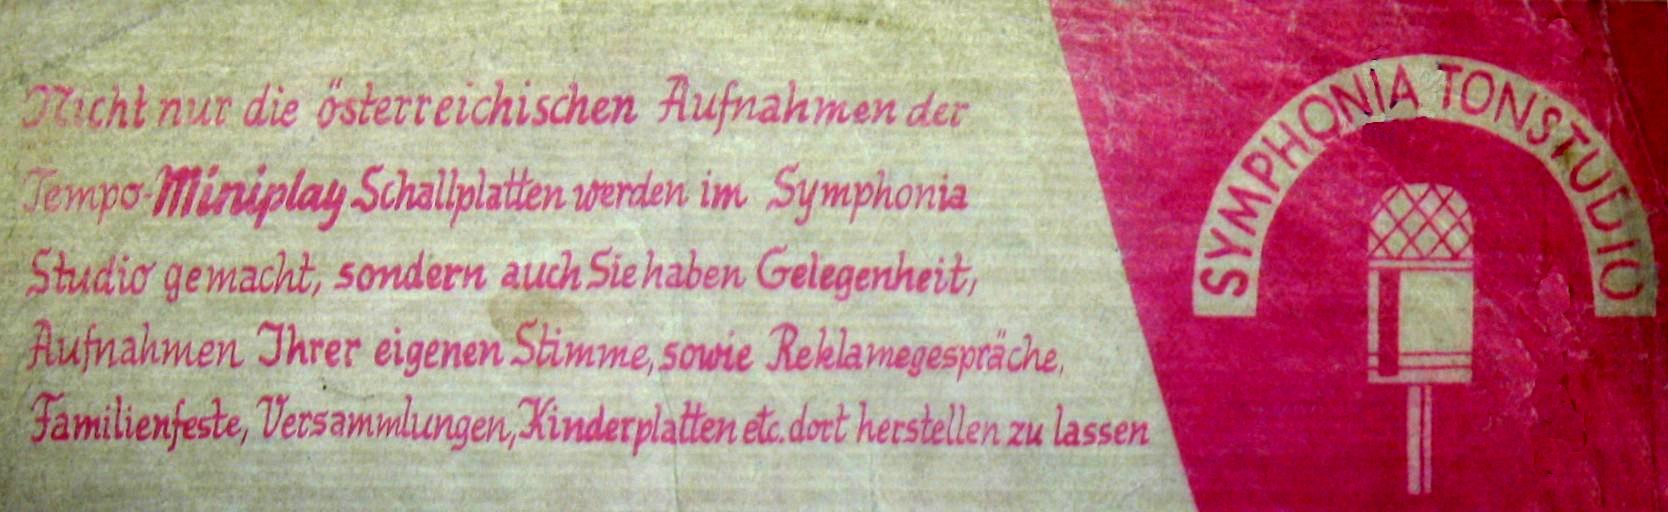 Nicht nur die österreichischen Aufnahmen der
Tempo-Miniplay Schallplatten werden im Symphonia
Studio gemacht, sondern auch Sie haben Gelegenheit,
Aufnahmen Ihrer eigenen Stimme, sowie Reklamegespräche,
Familienfeste, Versammlungen, Kinderplatten etc. dort herstellen zu lassen
SYMPHONIA TONSTUDIO